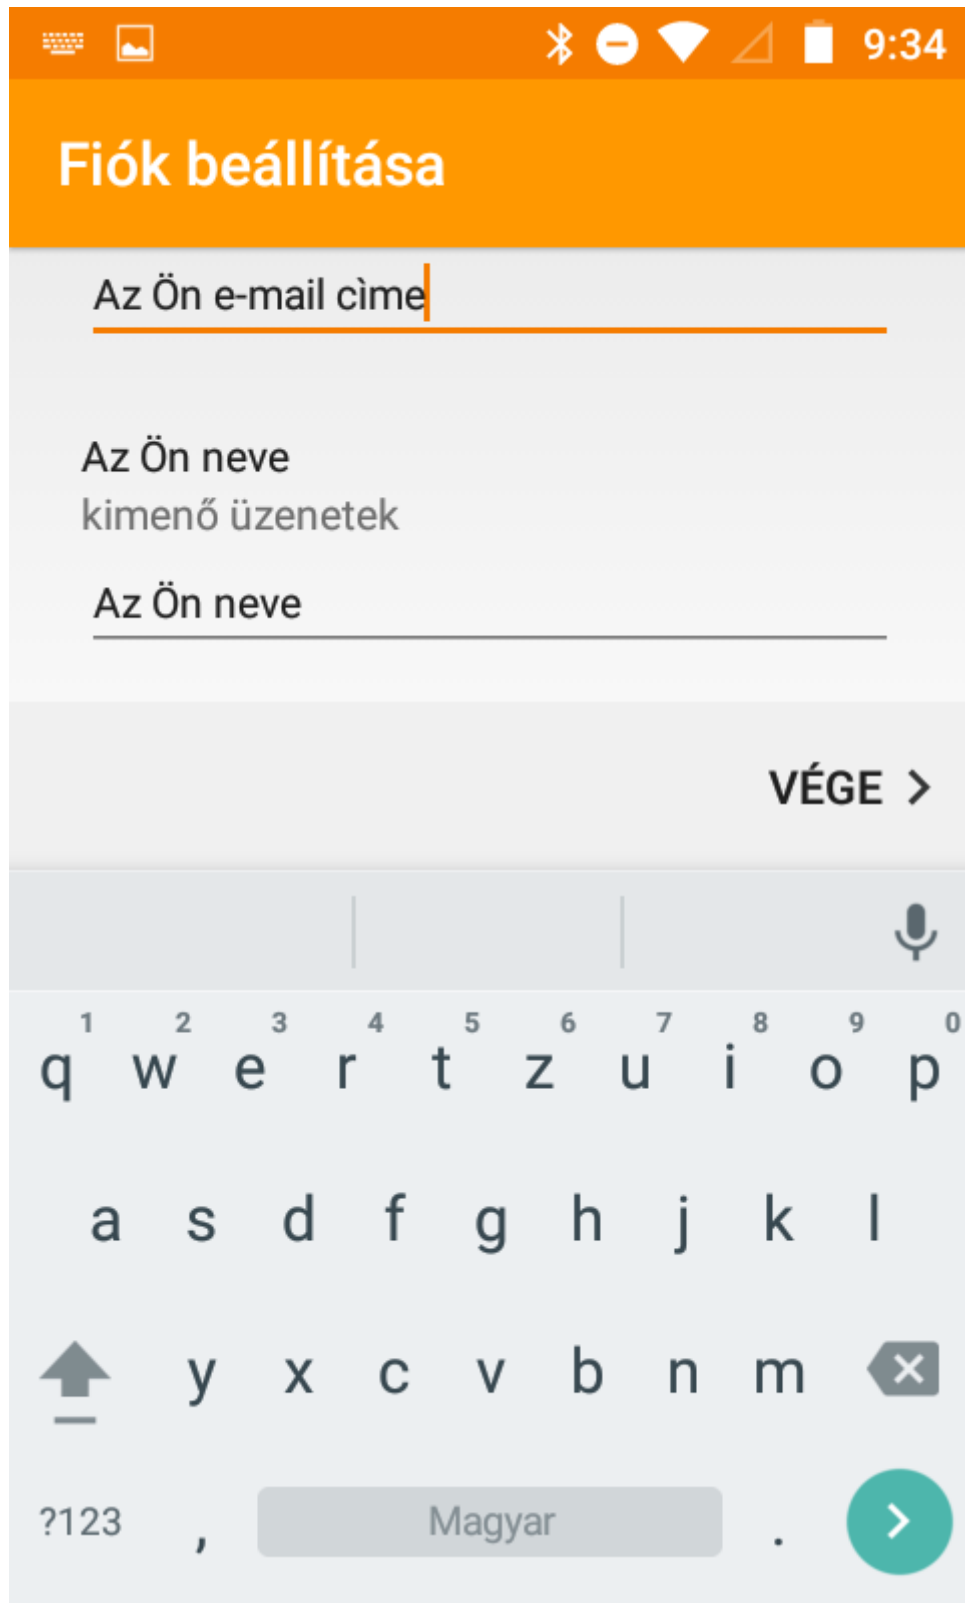 9:34
Fiók beállítása
Az Ön e-mail cìme
Az Ön neve
kimenő üzenetek
Az Ön neve
VÉGE
1 2 3 4 5 6 7 8 9 0
q w e r t z u i o p
a s d f g h j k l
y x c v b n m
?123 , Magyar .